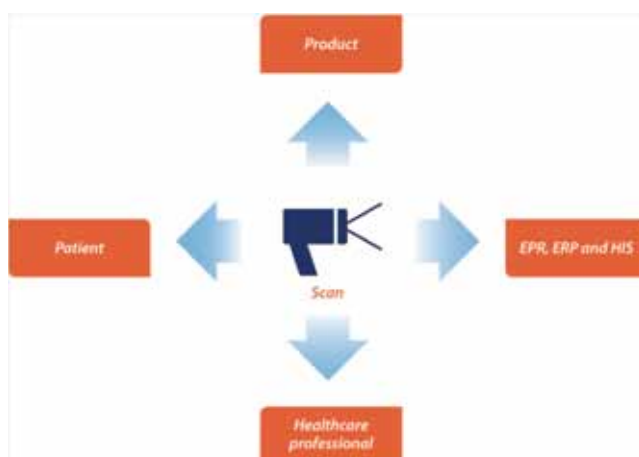 Product
Patient
EPR, ERP and HIS
Scan
Healthcare
professional